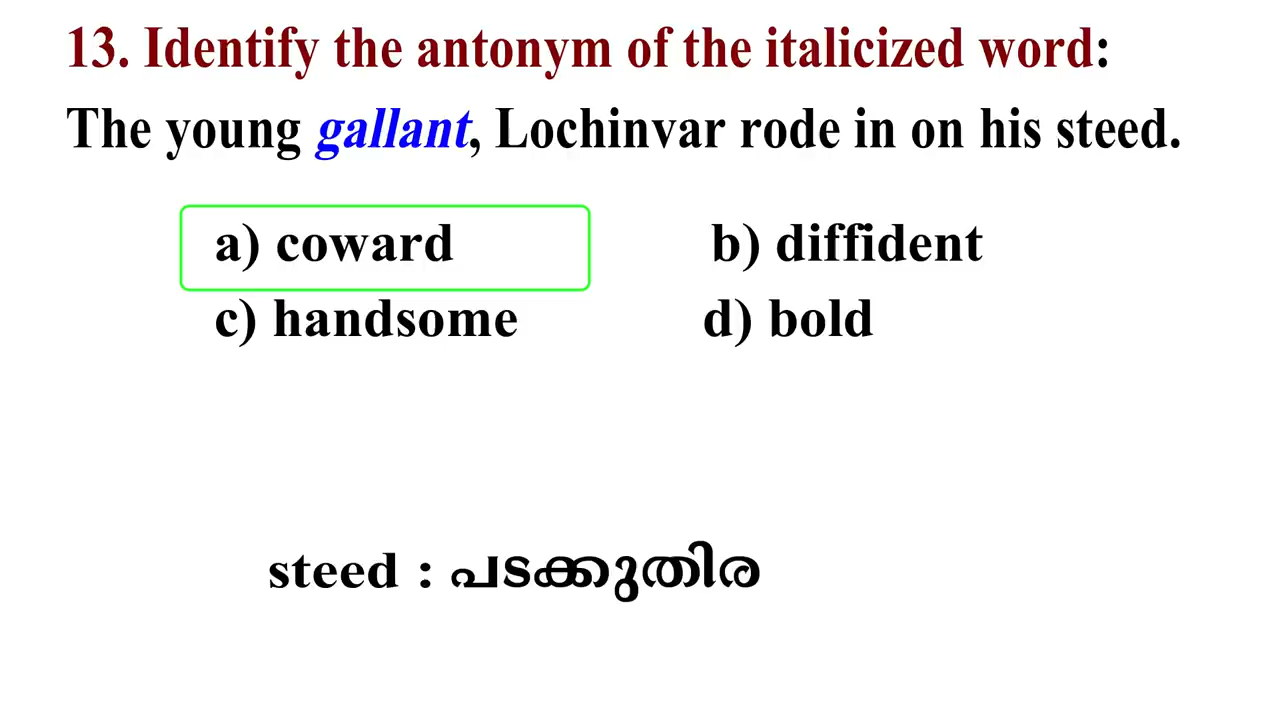 13. Identify the antonym of the italicized word:
The young gallant, Lochinvar rode in on his steed.
a) coward b) diffident
c) handsome d) bold
steed : പടക്കുതിര